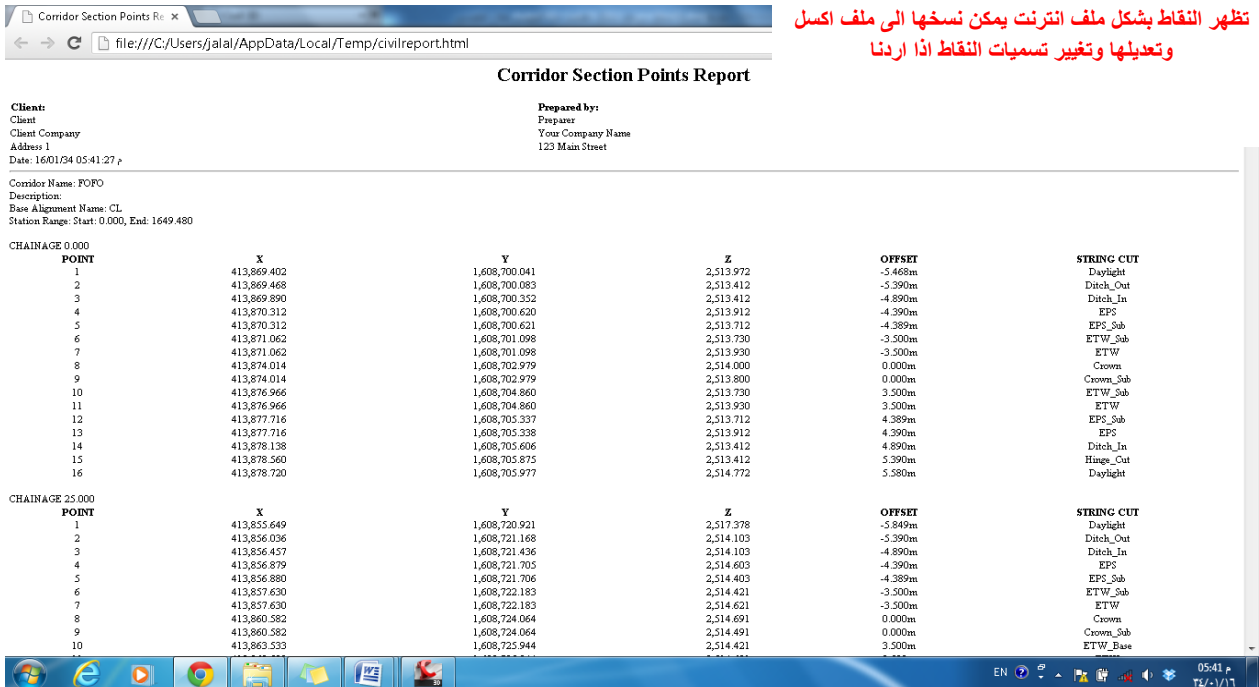 Corridor Section Points Re
تظهر النقاط بشكل ملف انترنت يمكن نسخها الى ملف اكسل
وتعديلها وتغيير تسميات النقاط اذا اردنا
file:///C:/Users/jalal/AppData/Local/Temp/civilreport.html
Corridor Section Points Report
Client: Prepared by:
Client Preparer
Client Company Your Company Name
Address 1 123 Main Street
Date: 16/01/34 05:41:27 م
Corridor Name: FOFO
Description:
Base Alignment Name: CL
Station Range: Start: 0.000, End: 1649.480
CHAINAGE 0.000
POINT X Y Z OFFSET STRING CUT
1 413,869.402 1,608,700.041 2,513.972 -5.468m Daylight
2 413,869.468 1,608,700.083 2,513.412 -5.390m Ditch_Out
3 413,869.890 1,608,700.352 2,513.412 -4.890m Ditch_In
4 413,870.312 1,608,700.620 2,513.912 -4.390m EPS
5 413,870.312 1,608,700.621 2,513.712 -4.389m EPS_Sub
6 413,871.062 1,608,701.098 2,513.730 -3.500m ETW_Sub
7 413,871.062 1,608,701.098 2,513.930 -3.500m ETW
8 413,874.014 1,608,702.979 2,514.000 0.000m Crown
9 413,874.014 1,608,702.979 2,513.800 0.000m Crown_Sub
10 413,876.966 1,608,704.860 2,513.730 3.500m ETW_Sub
11 413,876.966 1,608,704.860 2,513.930 3.500m ETW
12 413,877.716 1,608,705.337 2,513.712 4.389m EPS_Sub
13 413,877.716 1,608,705.338 2,513.912 4.390m EPS
14 413,878.138 1,608,705.606 2,513.412 4.890m Ditch_In
15 413,878.560 1,608,705.875 2,513.412 5.390m Hinge_Cut
16 413,878.720 1,608,705.977 2,514.772 5.580m Daylight
CHAINAGE 25.000
POINT X Y Z OFFSET STRING CUT
1 413,855.649 1,608,720.921 2,517.378 -5.849m Daylight
2 413,856.036 1,608,721.168 2,514.103 -5.390m Ditch_Out
3 413,856.457 1,608,721.436 2,514.103 -4.890m Ditch_In
4 413,856.879 1,608,721.705 2,514.603 -4.390m EPS
5 413,856.880 1,608,721.706 2,514.403 -4.389m EPS_Sub
6 413,857.630 1,608,722.183 2,514.421 -3.500m ETW_Sub
7 413,857.630 1,608,722.183 2,514.621 -3.500m ETW
8 413,860.582 1,608,724.064 2,514.691 0.000m Crown
9 413,860.582 1,608,724.064 2,514.491 0.000m Crown_Sub
10 413,863.533 1,608,725.944 2,514.421 3.500m ETW_Base
EN 05:41 م
٣٤/٠١/١٦